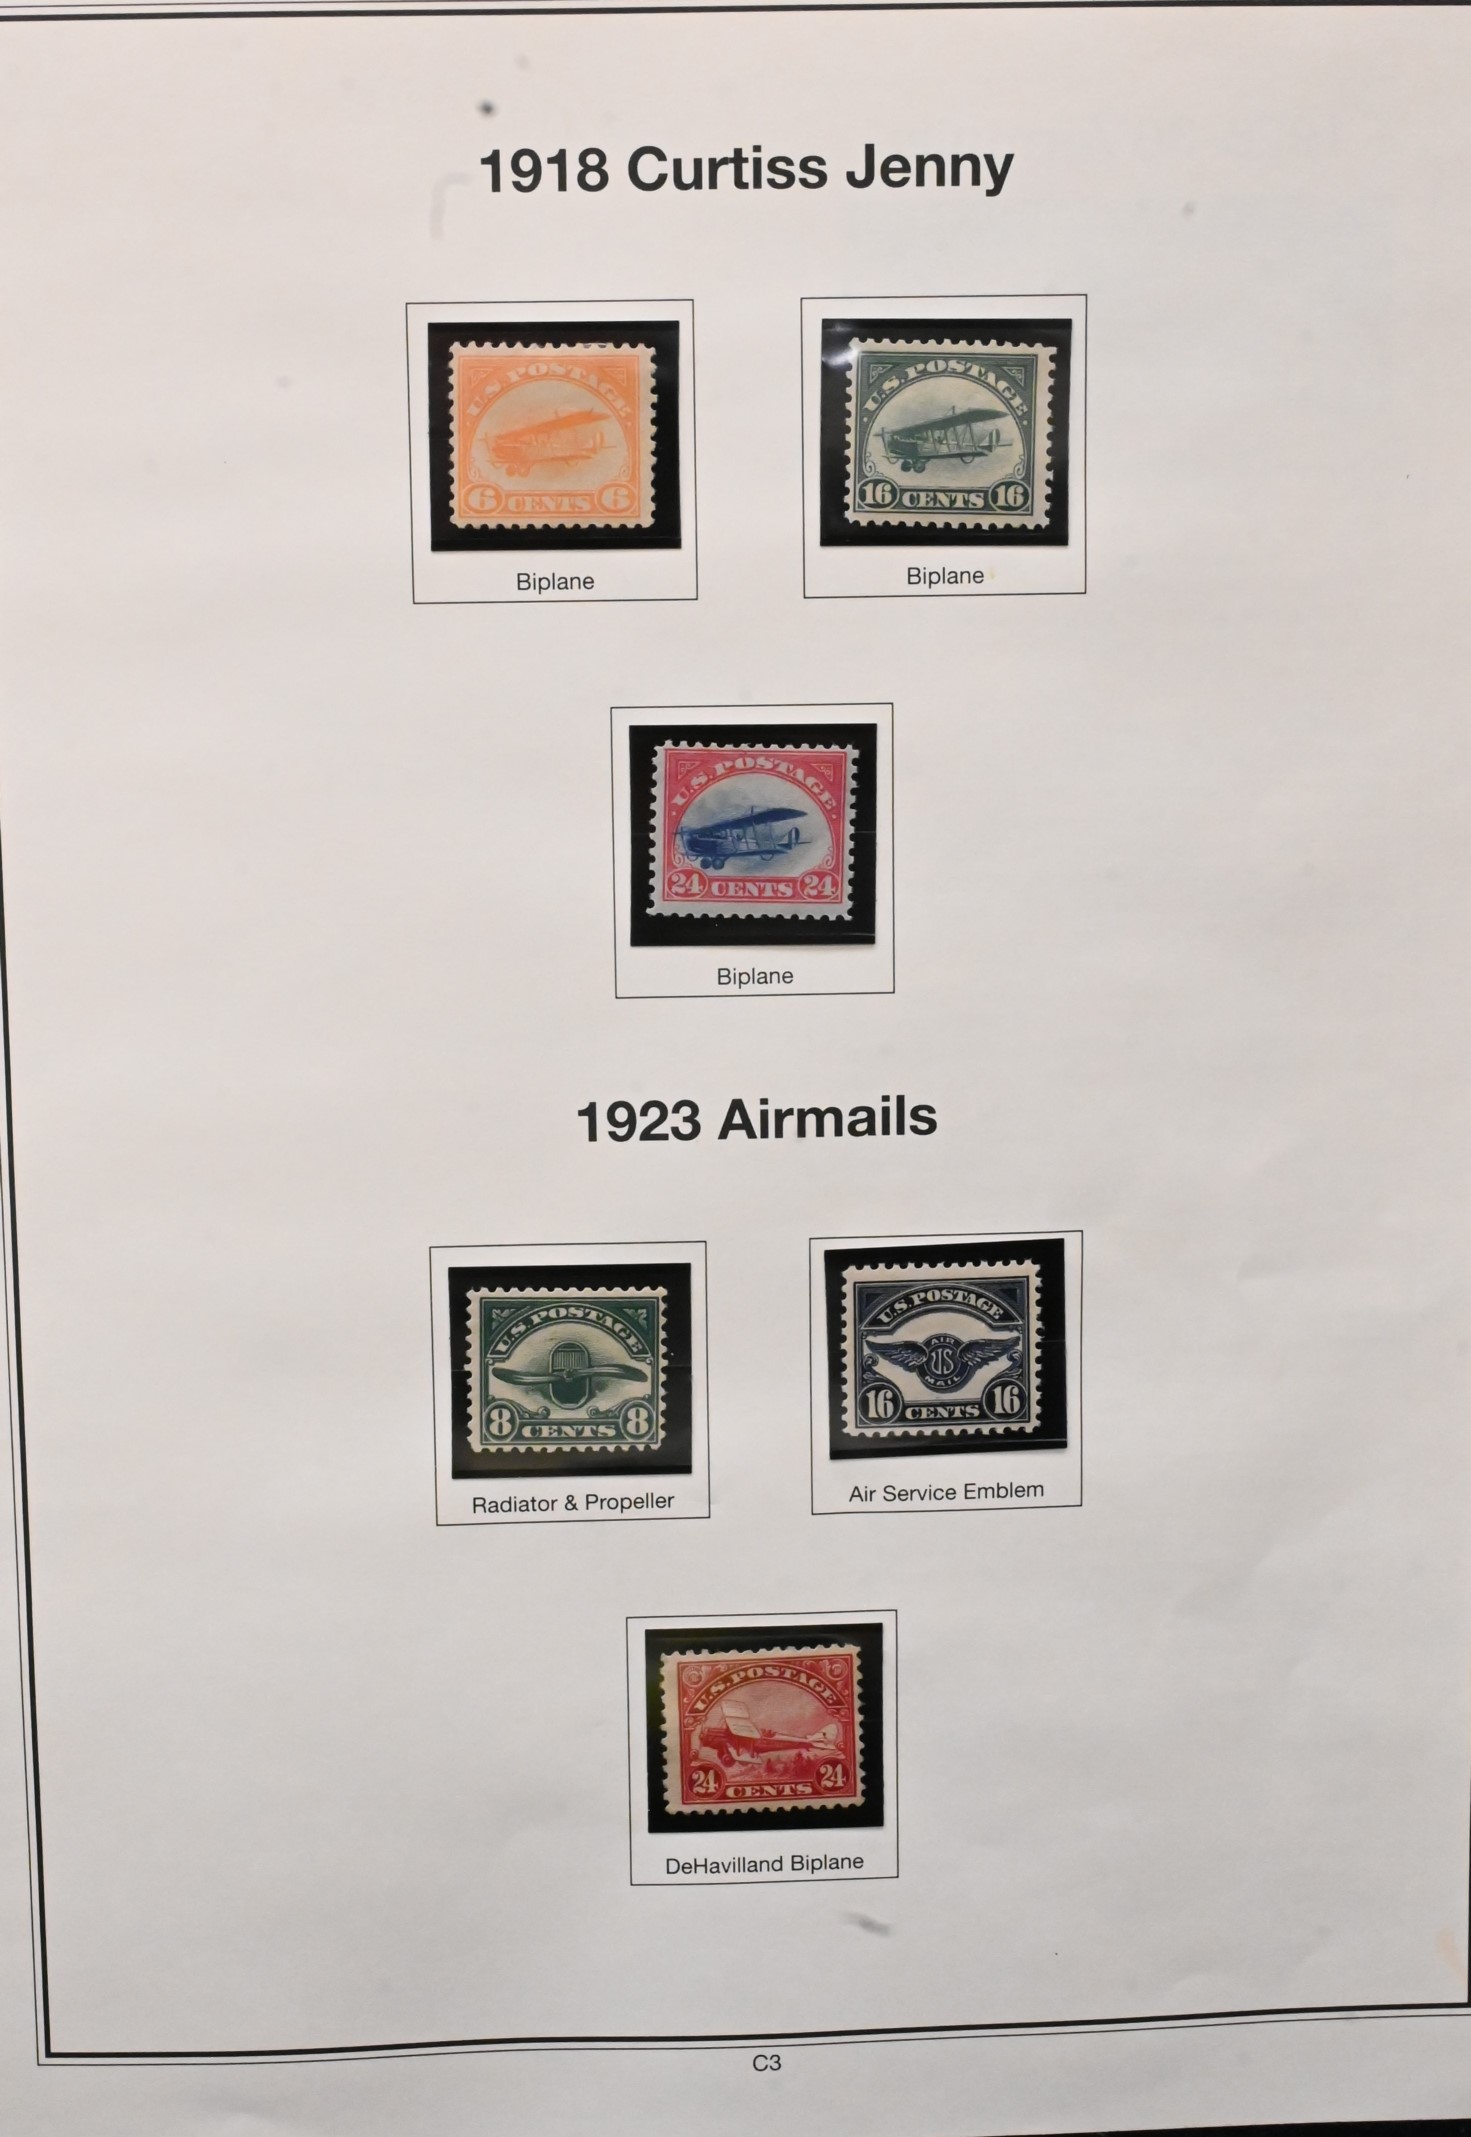 1918 Curtiss Jenny
U.S. POSTAGE
6 CENTS 6
Biplane
U.S. POSTAGE
16 CENTS 16
Biplane
U.S. POSTAGE
24 CENTS 24
Biplane
1923 Airmails
U.S. POSTAGE
8 CENTS 8
Radiator & Propeller
U.S. POSTAGE
AIR
US
MAIL
16 CENTS 16
Air Service Emblem
U.S. POSTAGE
24 CENTS 24
DeHavilland Biplane
C3